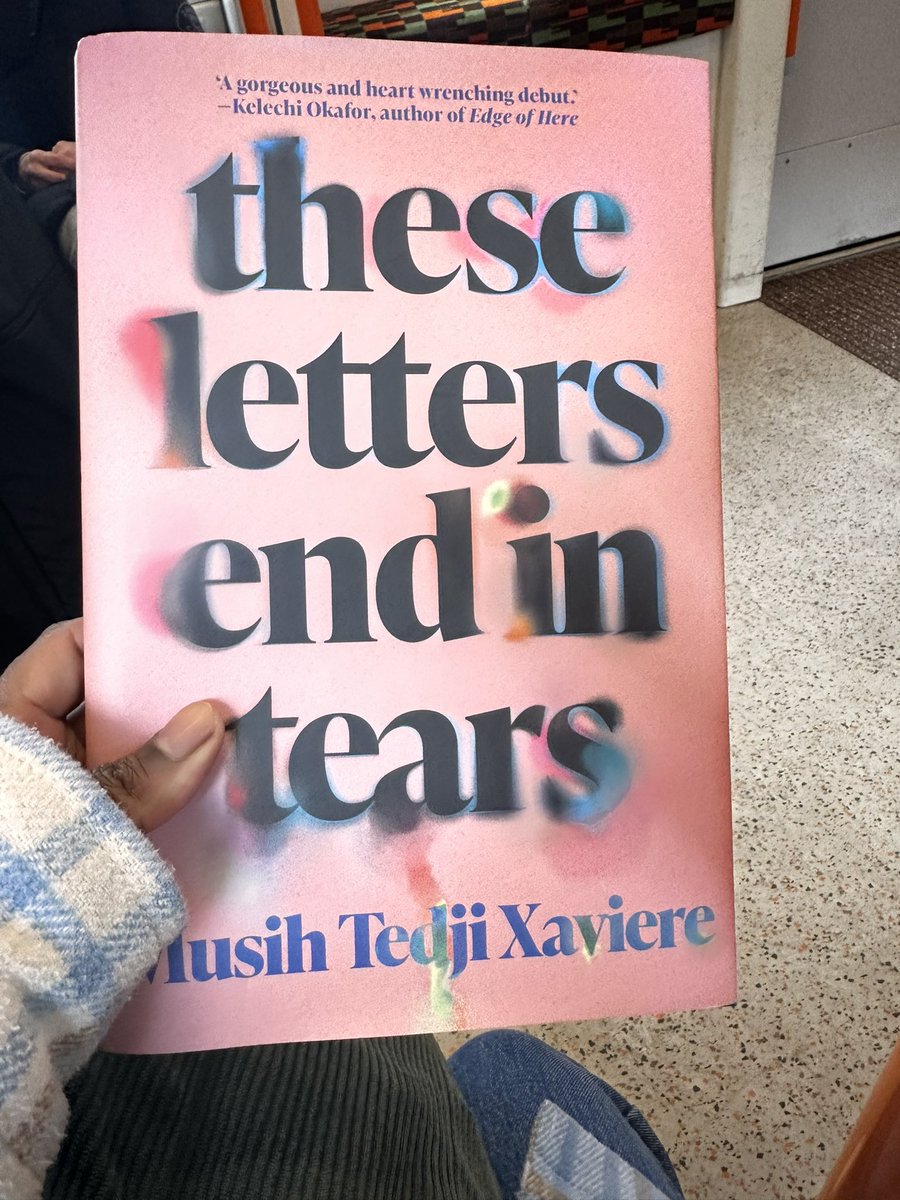 ‘A gorgeous and heart wrenching debut.’
—Kelechi Okafor, author of Edge of Here
these
letters
end in
tears
Musih Tedji Xaviere